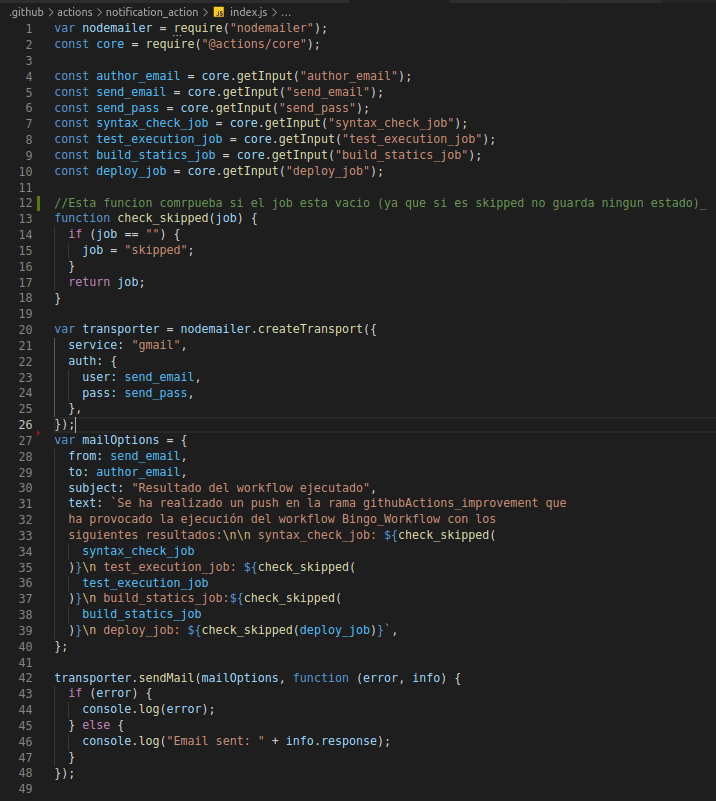 .github > actions > notification_action > JS index.js > ...
1 var nodemailer = require("nodemailer");
2 const core = require("@actions/core");
3
4 const author_email = core.getInput("author_email");
5 const send_email = core.getInput("send_email");
6 const send_pass = core.getInput("send_pass");
7 const syntax_check_job = core.getInput("syntax_check_job");
8 const test_execution_job = core.getInput("test_execution_job");
9 const build_statics_job = core.getInput("build_statics_job");
10 const deploy_job = core.getInput("deploy_job");
11
12 //Esta funcion comrpueba si el job esta vacio (ya que si es skipped no guarda ningun estado)_
13 function check_skipped(job) {
14   if (job == "") {
15     job = "skipped";
16   }
17   return job;
18 }
19
20 var transporter = nodemailer.createTransport({
21   service: "gmail",
22   auth: {
23     user: send_email,
24     pass: send_pass,
25   },
26 });
27 var mailOptions = {
28   from: send_email,
29   to: author_email,
30   subject: "Resultado del workflow ejecutado",
31   text: `Se ha realizado un push en la rama githubActions_improvement que
32   ha provocado la ejecución del workflow Bingo_Workflow con los
33   siguientes resultados:\n\n syntax_check_job: ${check_skipped(
34     syntax_check_job
35   )}\n test_execution_job: ${check_skipped(
36     test_execution_job
37   )}\n build_statics_job:${check_skipped(
38     build_statics_job
39   )}\n deploy_job: ${check_skipped(deploy_job)}`,
40 };
41
42 transporter.sendMail(mailOptions, function (error, info) {
43   if (error) {
44     console.log(error);
45   } else {
46     console.log("Email sent: " + info.response);
47   }
48 });
49